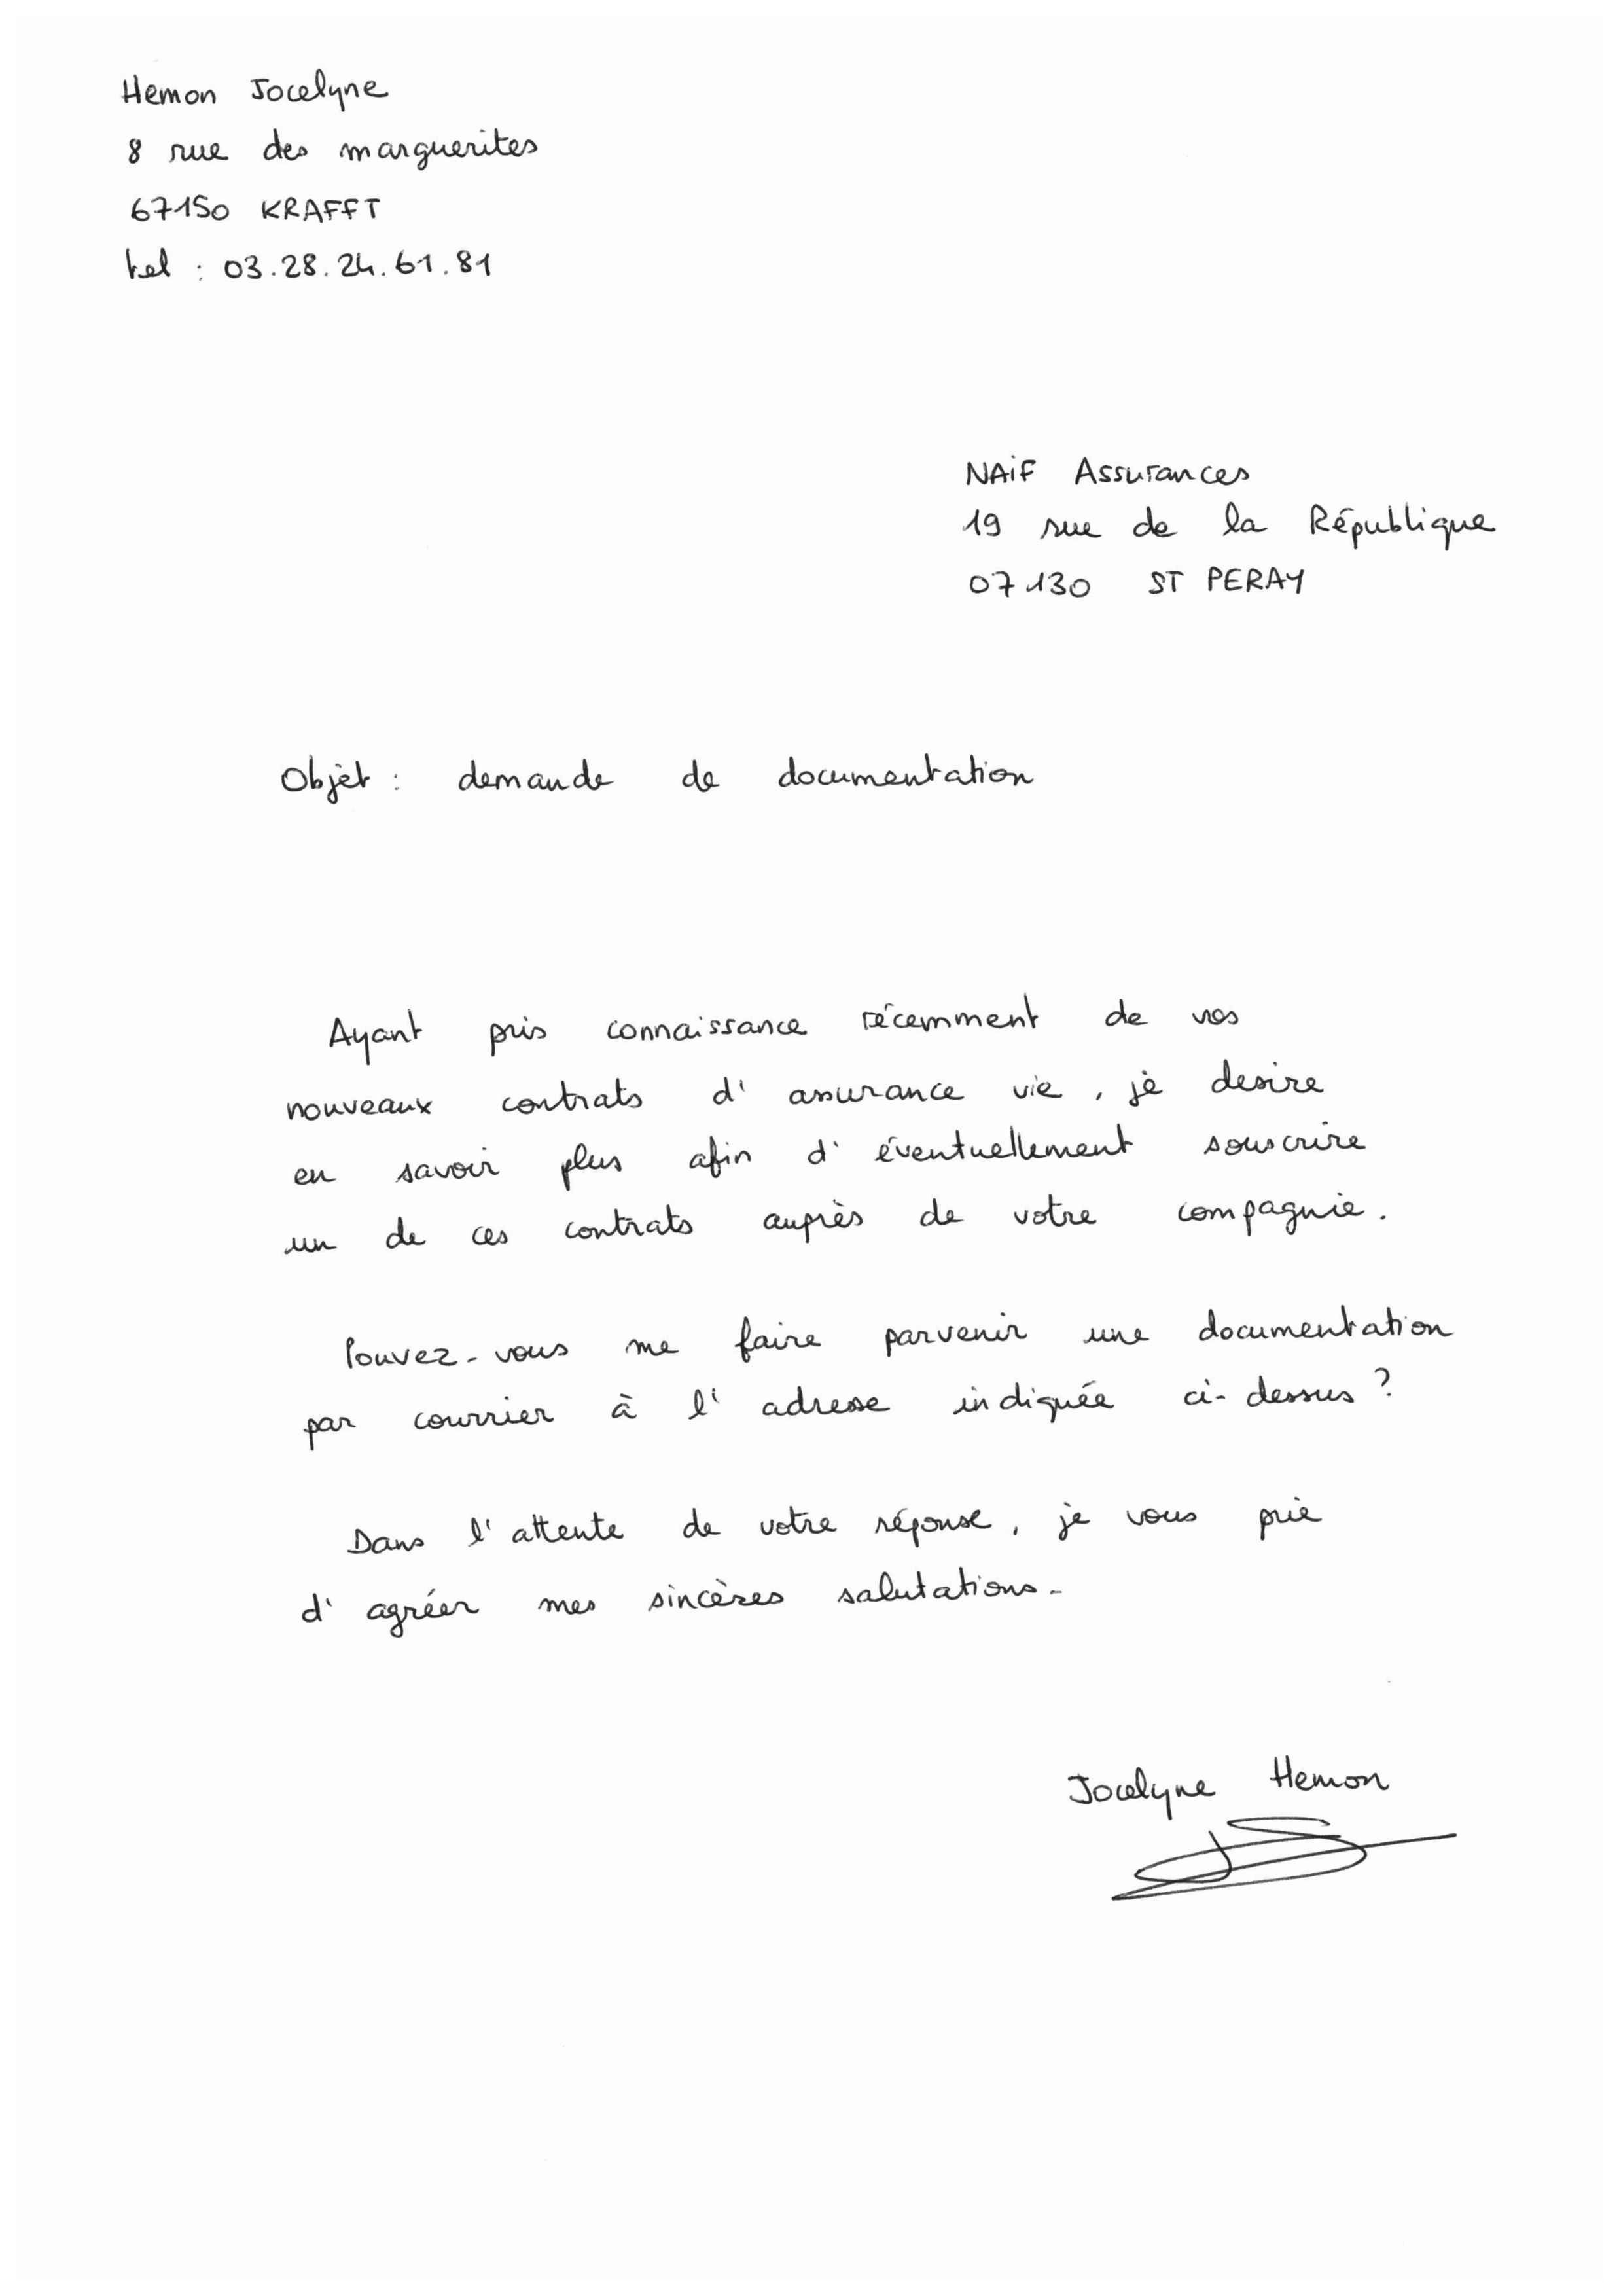 Hemon Jocelyne
8 rue des marguerites
67150 KRAFFT
tel : 03.28.24.61.81
NAiF Assurances
19 rue de la République
07130 ST PERAY
Objet : demande de documentation
Ayant pris connaissance récemment de vos
nouveaux contrats d'assurance vie, je desire
en savoir plus afin d'éventuellement souscrire
un de ces contrats auprès de votre compagnie.
Pouvez-vous me faire parvenir une documentation
par courrier à l'adresse indiquée ci-dessus ?
Dans l'attente de votre réponse, je vous prie
d'agréer mes sincères salutations.
Jocelyne Hemon